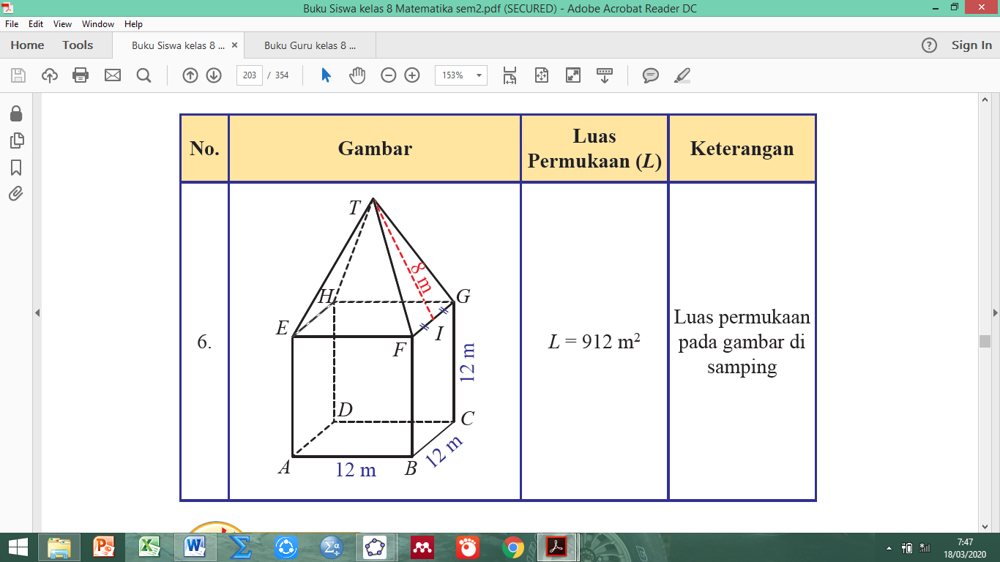 Buku Siswa kelas 8 Matematika sem2.pdf (SECURED) - Adobe Acrobat Reader DC
File Edit View Window Help
Home Tools Buku Siswa kelas 8 ... × Buku Guru kelas 8 ... Sign In
203 / 354 153%
No. Gambar Luas Permukaan (L) Keterangan
6.
T
8 m
H
G
E
I
F
12 m
D
C
12 m
A
12 m
B
L = 912 m²
Luas permukaan
pada gambar di
samping
7:47
18/03/2020